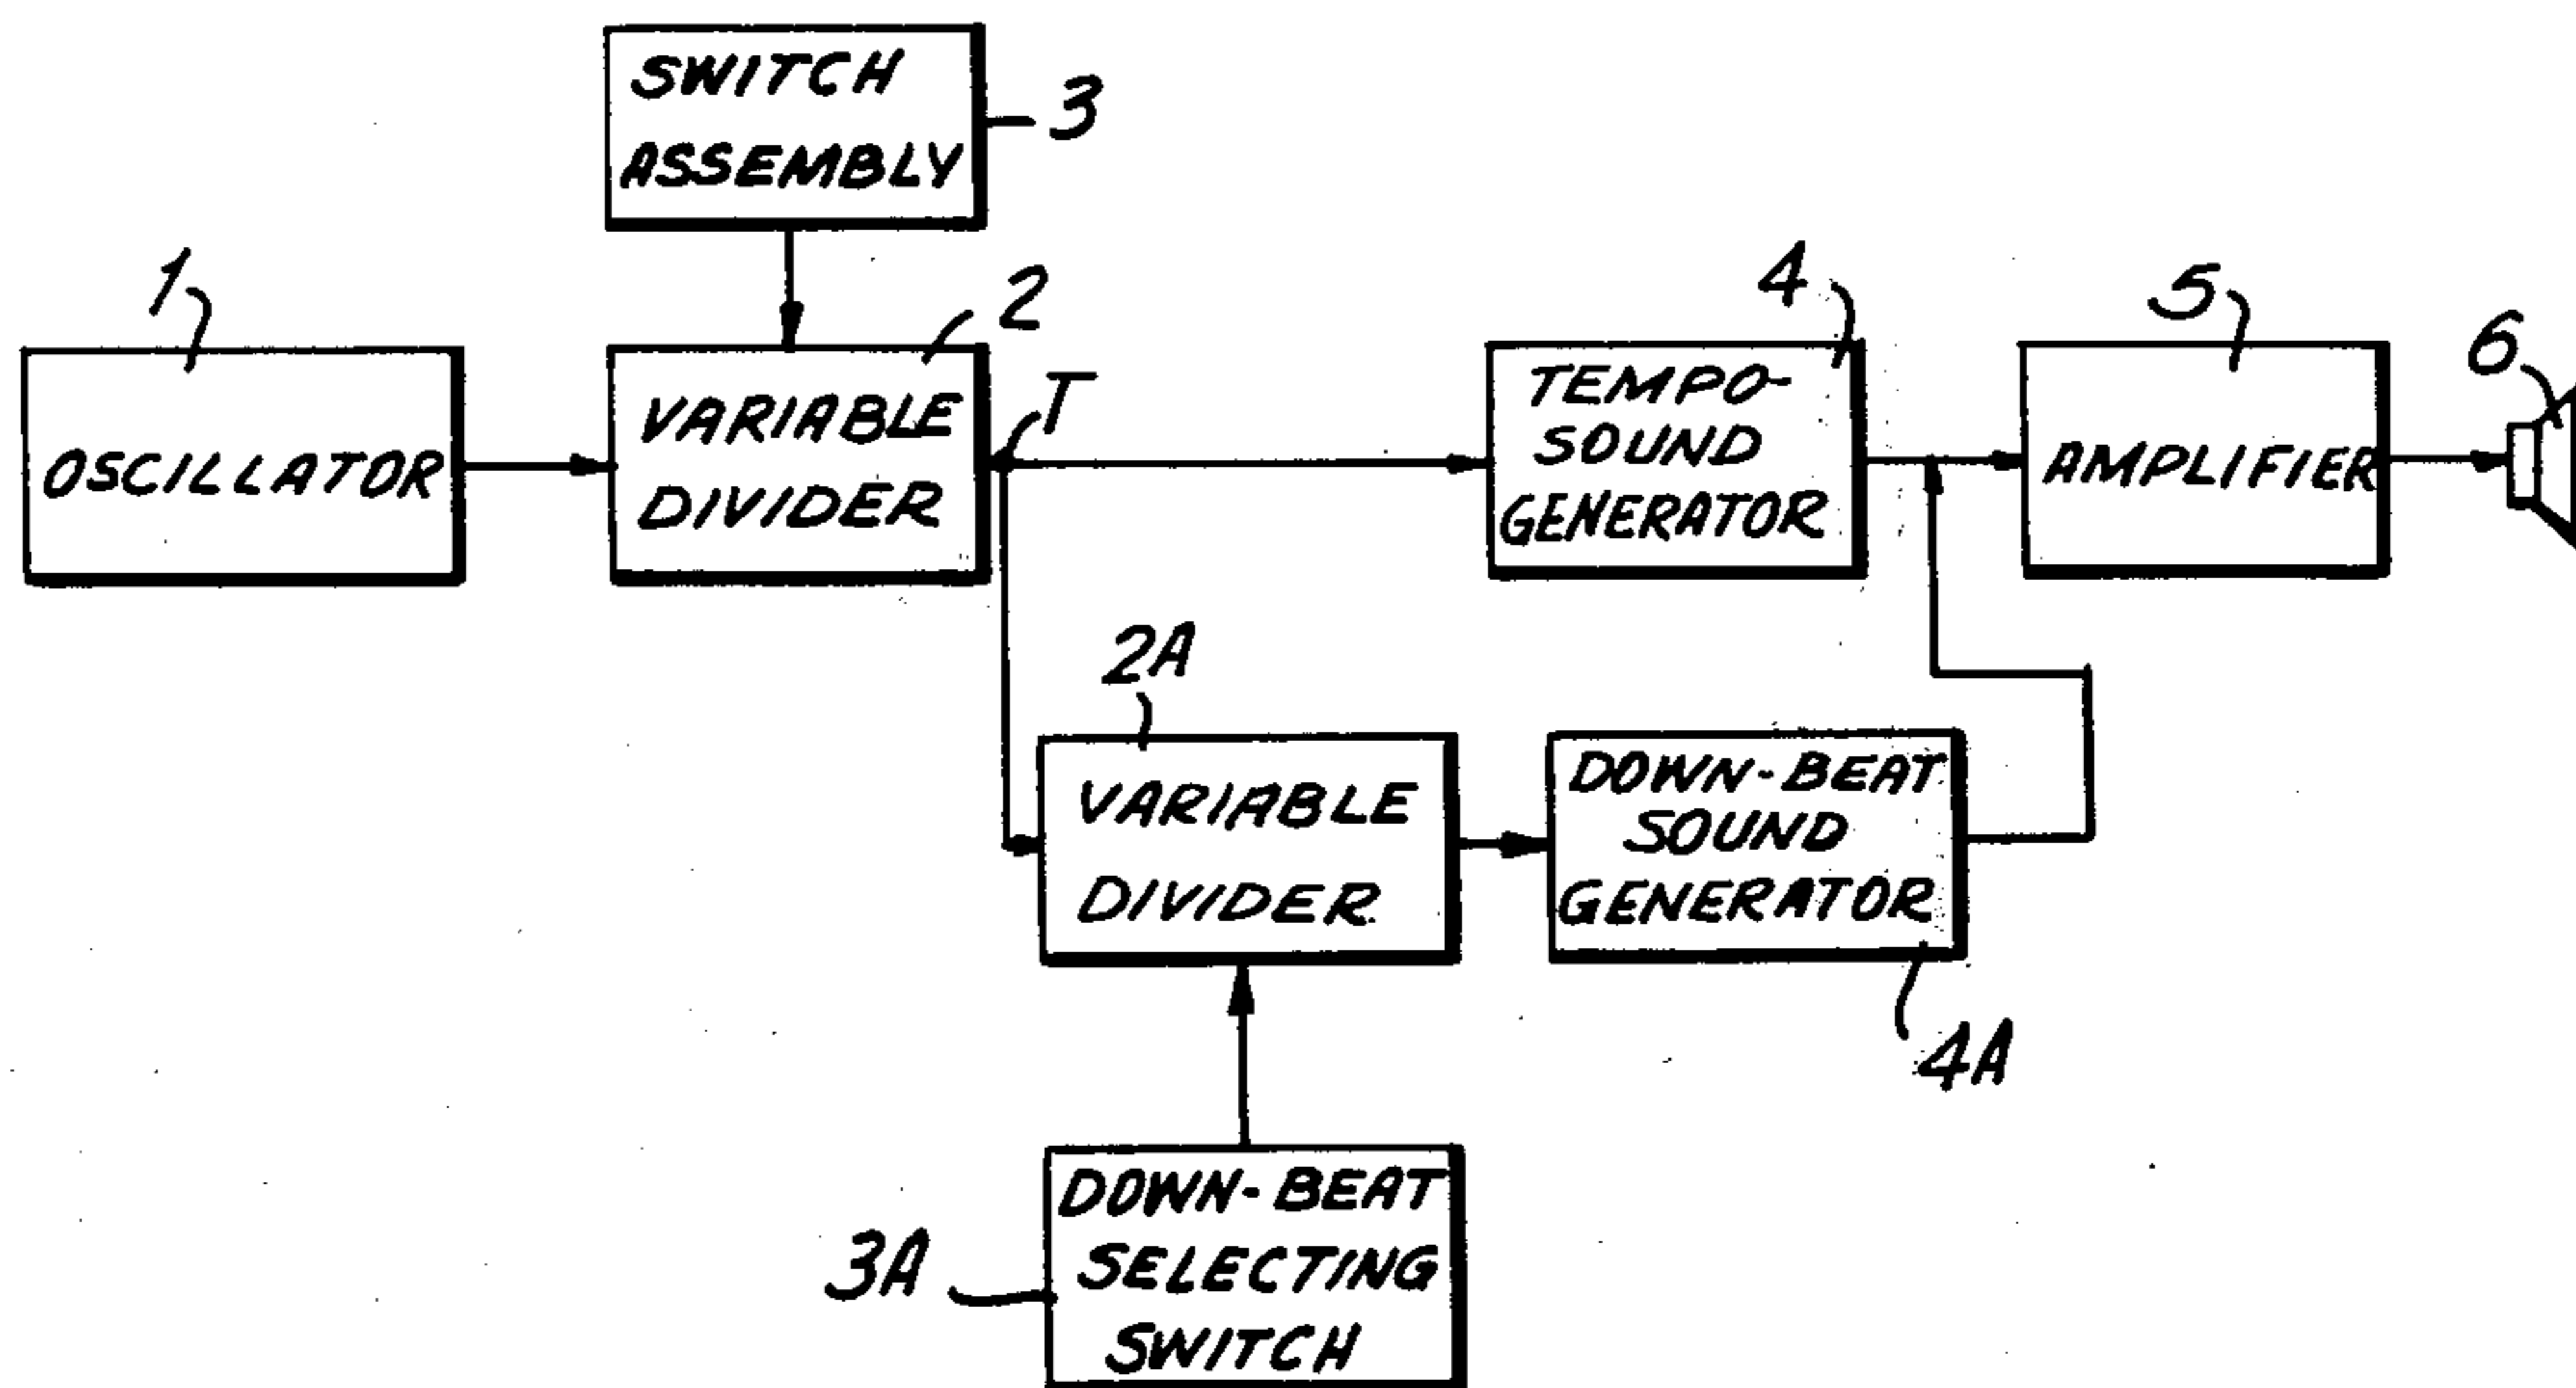 SWITCH
ASSEMBLY
3
1
2
T
4
5
6
OSCILLATOR
VARIABLE
DIVIDER
TEMPO-
SOUND
GENERATOR
AMPLIFIER
2A
VARIABLE
DIVIDER
DOWN-BEAT
SOUND
GENERATOR
4A
3A
DOWN-BEAT
SELECTING
SWITCH